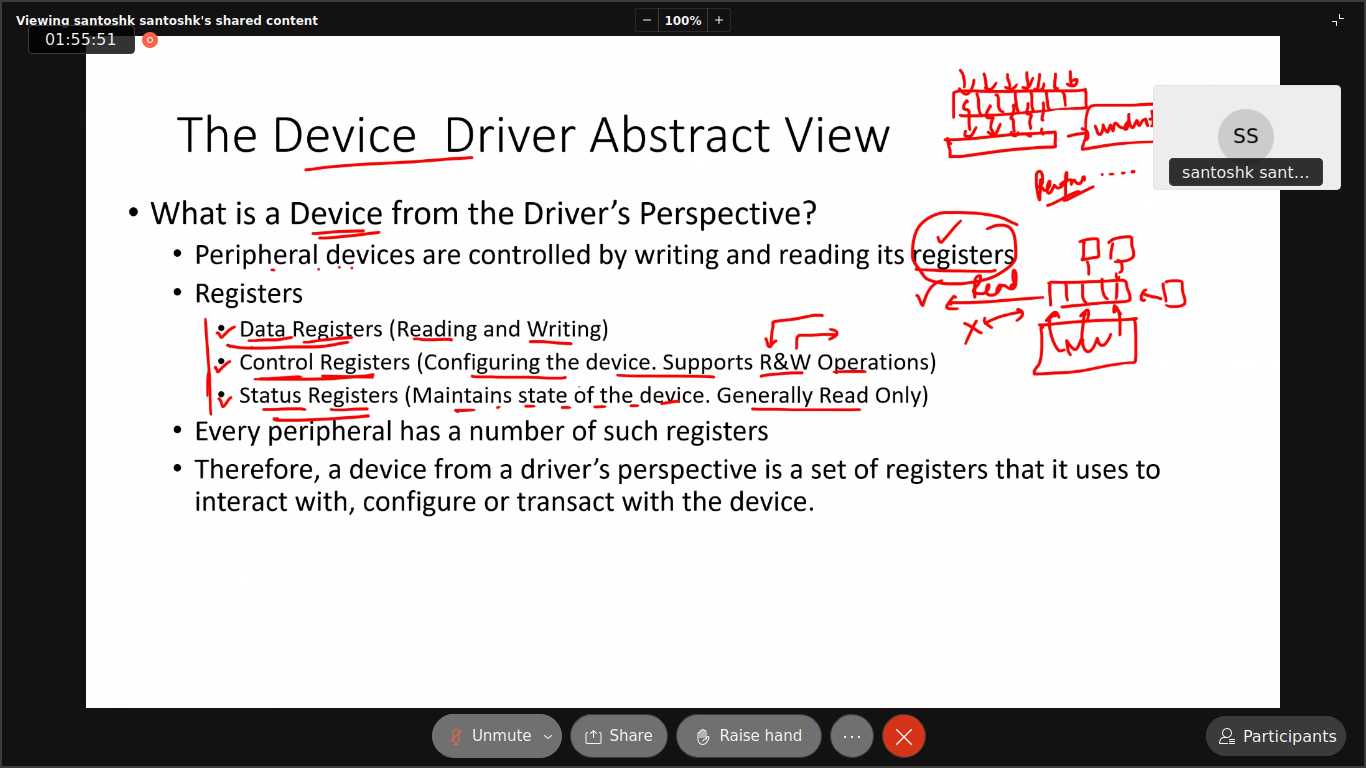 Viewing santoshk santoshk's shared content
− 100% +
01:55:51
The Device Driver Abstract View
SS
santoshk sant...
• What is a Device from the Driver's Perspective?
• Peripheral devices are controlled by writing and reading its registers
Read
• Registers
• Data Registers (Reading and Writing)
• Control Registers (Configuring the device. Supports R&W Operations)
• Status Registers (Maintains state of the device. Generally Read Only)
• Every peripheral has a number of such registers
• Therefore, a device from a driver's perspective is a set of registers that it uses to
interact with, configure or transact with the device.
Unmute Share Raise hand ... Participants